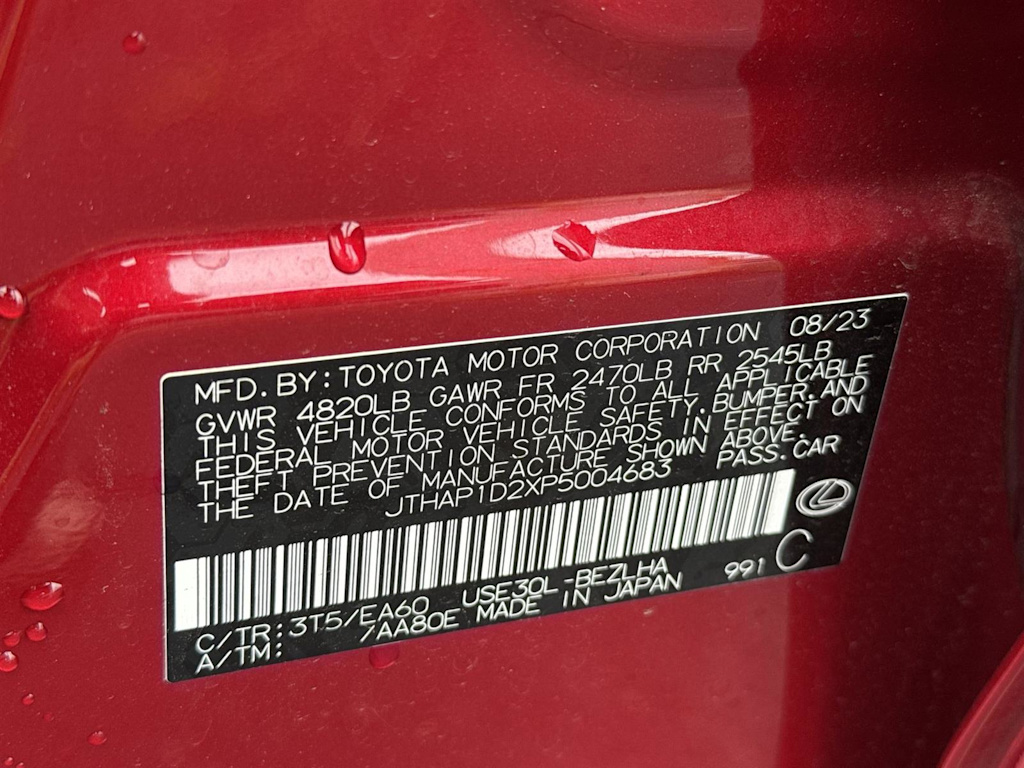 MFD. BY: TOYOTA MOTOR CORPORATION 08/23
GVWR 4820LB GAWR FR 2470LB RR 2545LB
THIS VEHICLE CONFORMS TO ALL APPLICABLE
FEDERAL MOTOR VEHICLE SAFETY, BUMPER, AND
THEFT PREVENTION STANDARDS IN EFFECT ON
THE DATE OF MANUFACTURE SHOWN ABOVE.
JTHAP1D2XP5004683 PASS. CAR
C/TR: 3T5/EA60 USE30L-BEZLHA 991 C
A/TM: /AA80E MADE IN JAPAN